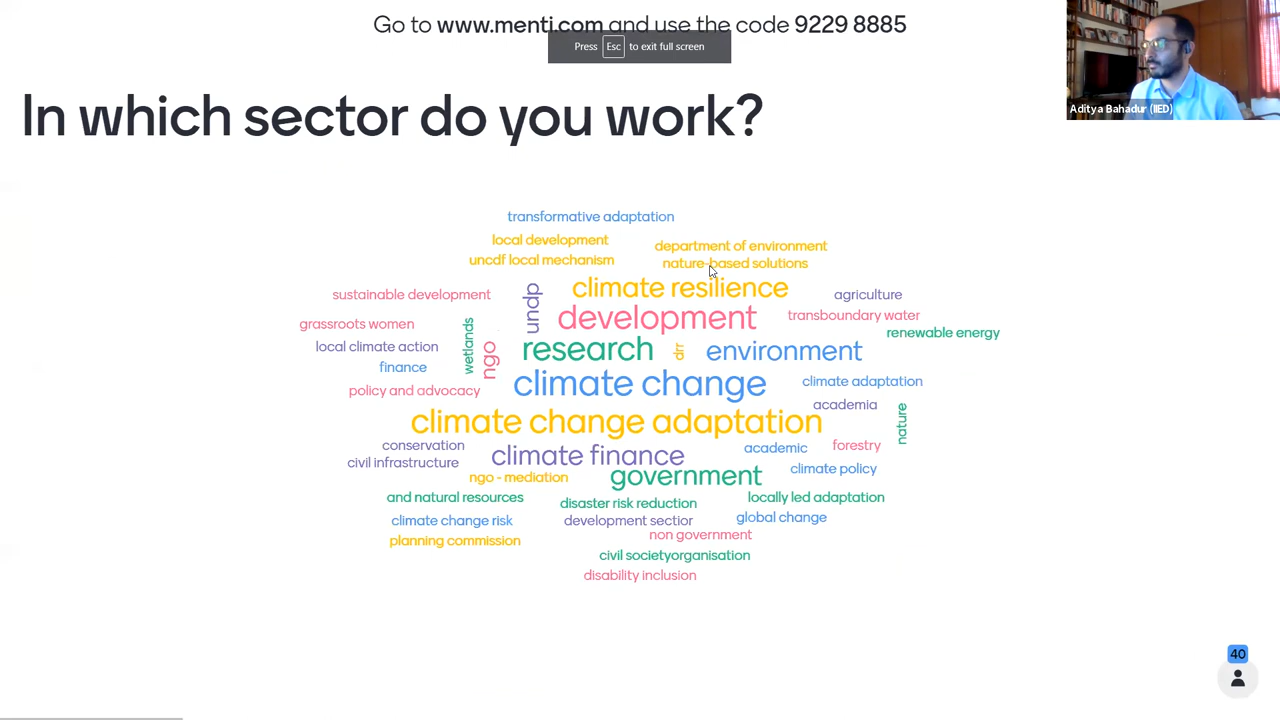 Go to www.menti.com and use the code 9229 8885
Press Esc to exit full screen
Aditya Bahadur (IIED)
In which sector do you work?
transformative adaptation
local development
department of environment
uncdf local mechanism
nature-based solutions
climate resilience
sustainable development
undp
agriculture
development
transboundary water
grassroots women
renewable energy
wetlands
local climate action
ngo
research
drr
environment
finance
climate change
climate adaptation
policy and advocacy
academia
nature
climate change adaptation
conservation
climate finance
academic
forestry
civil infrastructure
climate policy
ngo - mediation
government
and natural resources
disaster risk reduction
locally led adaptation
climate change risk
development sectior
global change
non government
planning commission
civil societyorganisation
disability inclusion
40